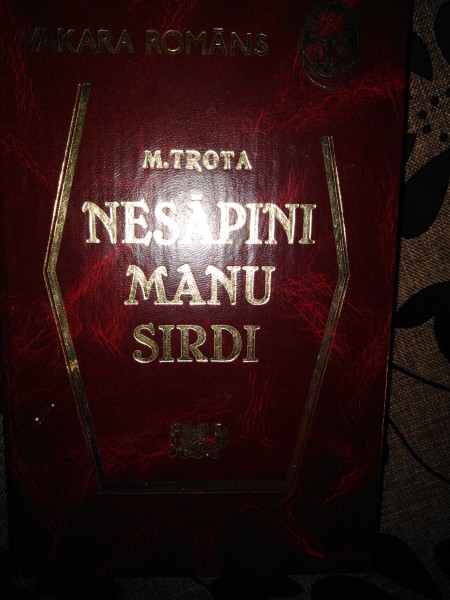 VAKARA ROMĀNS
M. TROTA
NESĀPINI
MANU
SIRDI